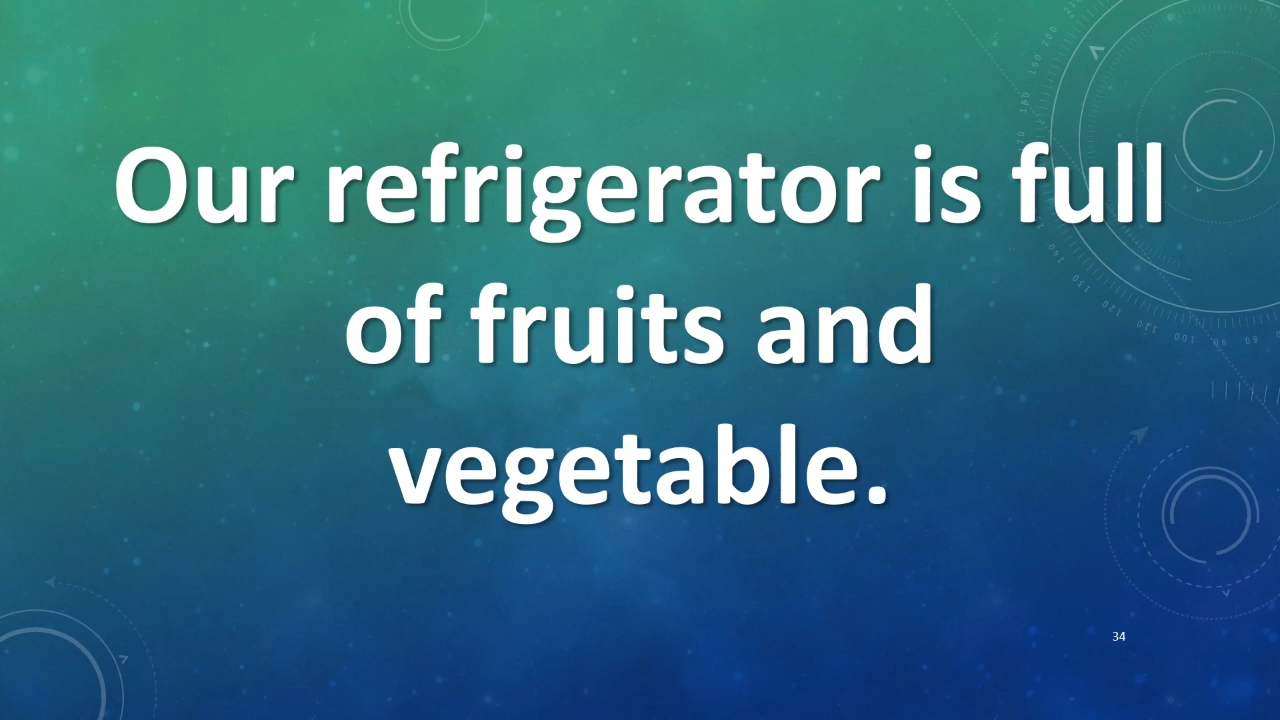 Our refrigerator is full
of fruits and
vegetable.
34